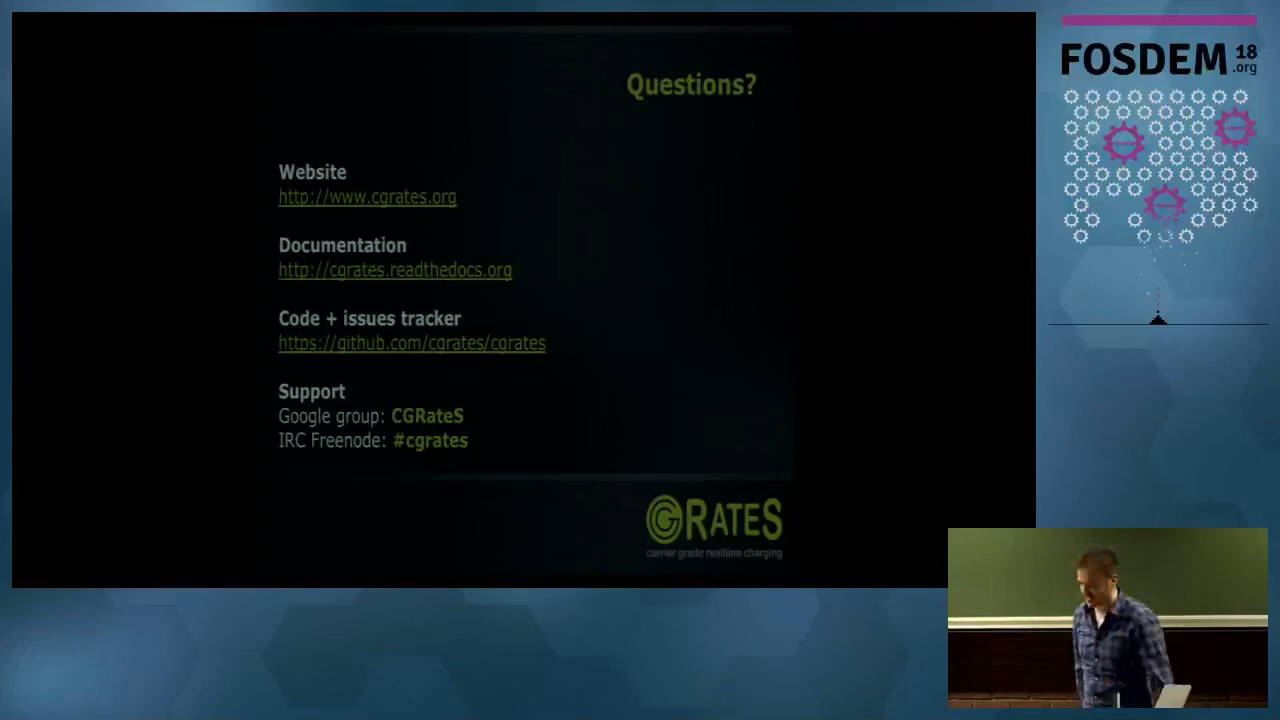 Questions?
Website
http://www.cgrates.org
Documentation
http://cgrates.readthedocs.org
Code + issues tracker
https://github.com/cgrates/cgrates
Support
Google group: CGRateS
IRC Freenode: #cgrates
CGRATES
carrier grade realtime charging
FOSDEM 18
.org